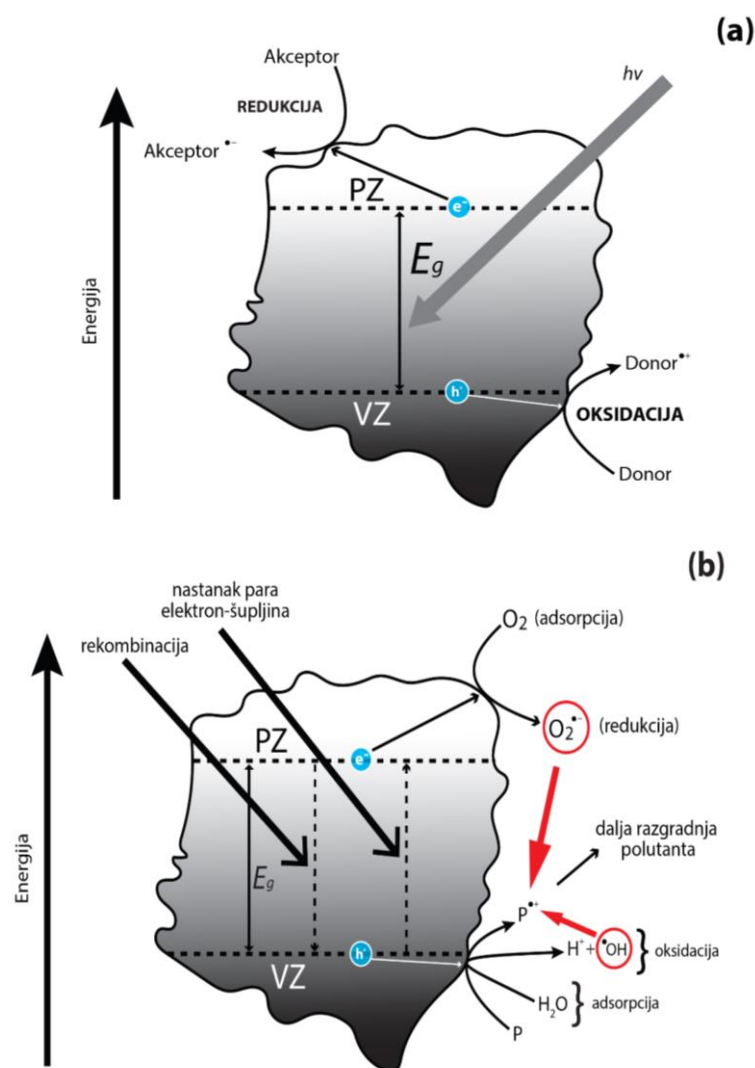 (a)
Akceptor
hv
REDUKCIJA
Akceptor •−
PZ
e⁻
Eg
Energija
Donor•+
h⁺
VZ
OKSIDACIJA
Donor
(b)
nastanak para
elektron-šupljina
rekombinacija
O₂ (adsorpcija)
O₂•− (redukcija)
PZ
e⁻
Energija
dalja razgradnja
polutanta
Eg
P•+
H⁺ + •OH } oksidacija
h⁺
VZ
H₂O } adsorpcija
P